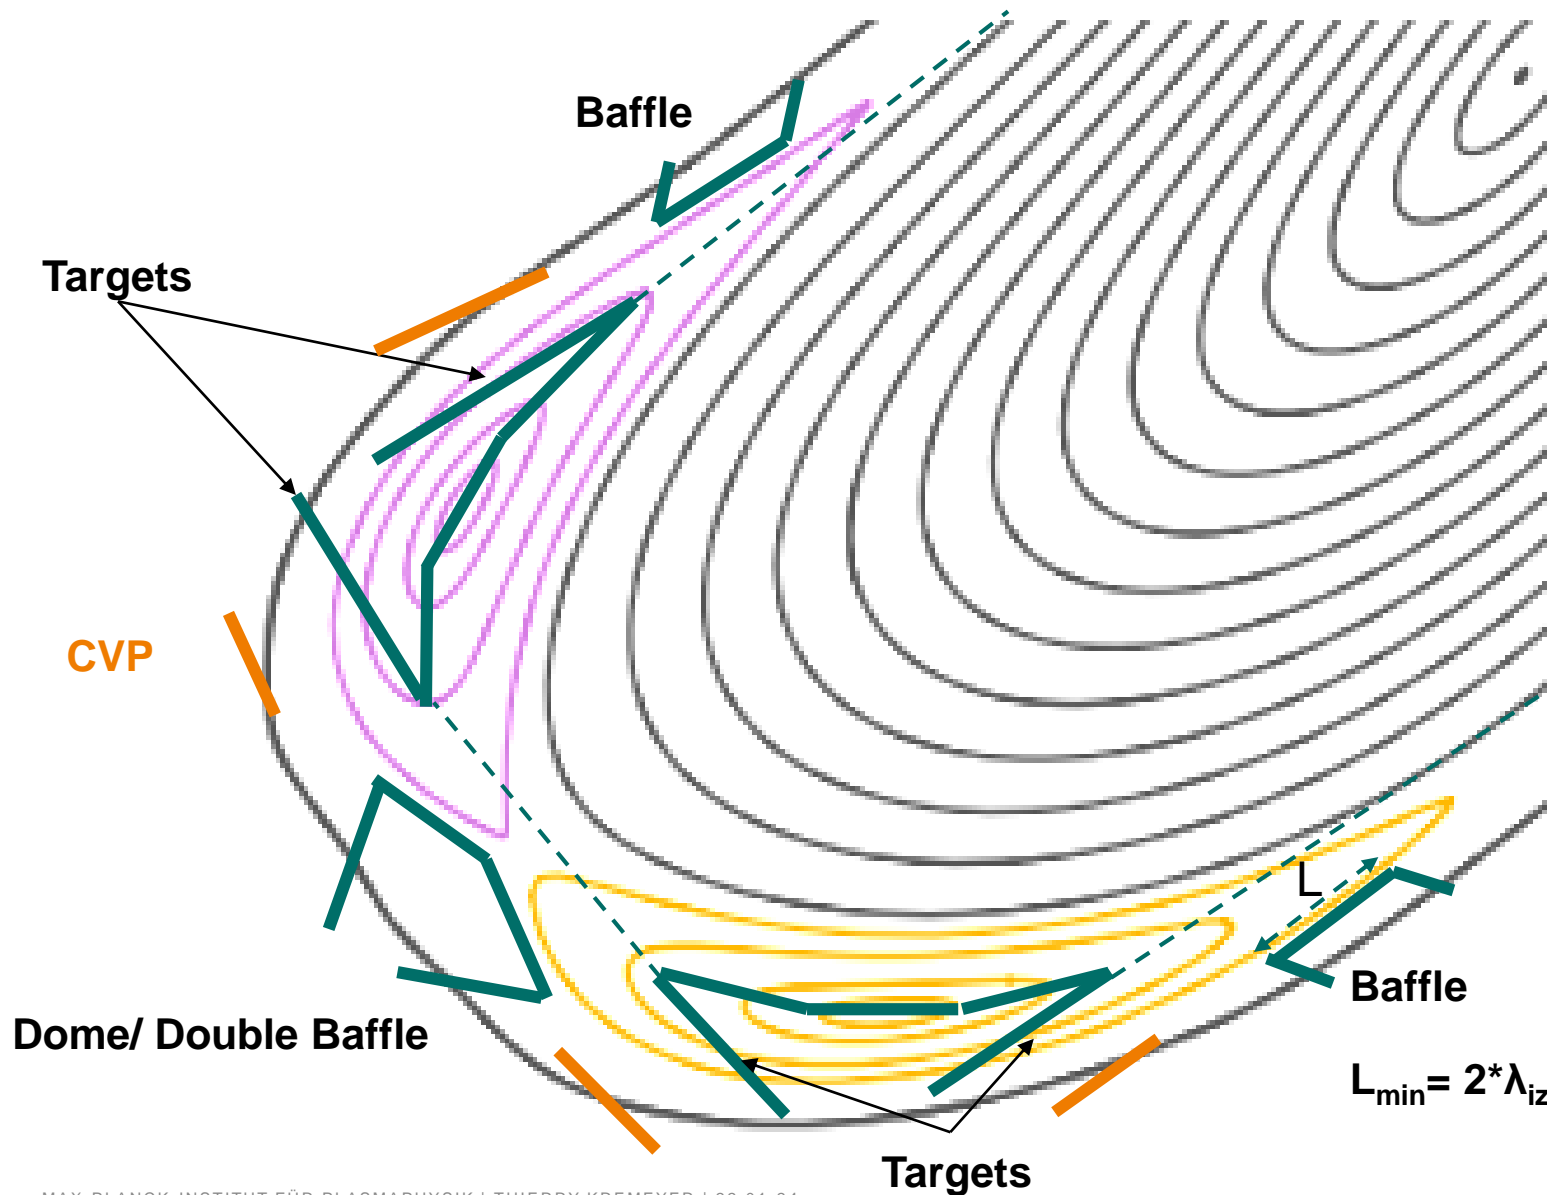 Baffle
Targets
CVP
L
Baffle
Dome/ Double Baffle
Lmin= 2*λiz
Targets
MAX-PLANCK-INSTITUT FÜR PLASMAPHYSIK | THIERRY KREMEYER |